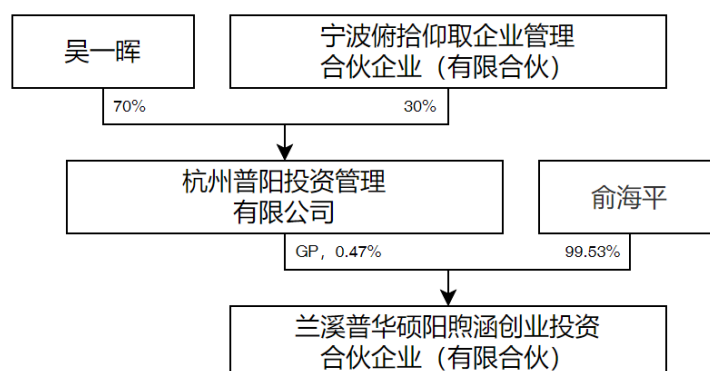 吴一晖
宁波俯拾仰取企业管理
合伙企业（有限合伙）
70%
30%
杭州普阳投资管理
有限公司
俞海平
GP，0.47%
99.53%
兰溪普华硕阳煦涵创业投资
合伙企业（有限合伙）